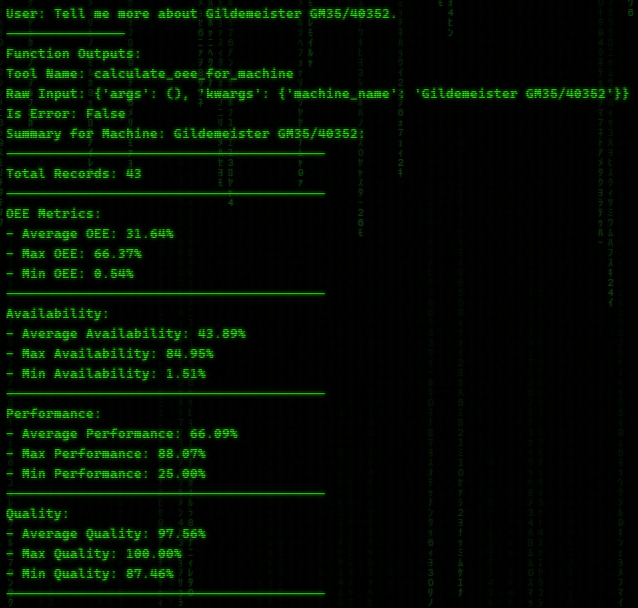 User: Tell me more about Gildemeister GM35/40352.
Function Outputs:
Tool Name: calculate_oee_for_machine
Raw Input: {'args': (), 'kwargs': {'machine_name': 'Gildemeister GM35/40352'}}
Is Error: False
Summary for Machine: Gildemeister GM35/40352:
Total Records: 43
OEE Metrics:
- Average OEE: 31.64%
- Max OEE: 66.37%
- Min OEE: 0.54%
Availability:
- Average Availability: 43.89%
- Max Availability: 84.95%
- Min Availability: 1.51%
Performance:
- Average Performance: 66.09%
- Max Performance: 88.07%
- Min Performance: 25.00%
Quality:
- Average Quality: 97.56%
- Max Quality: 100.00%
- Min Quality: 87.46%